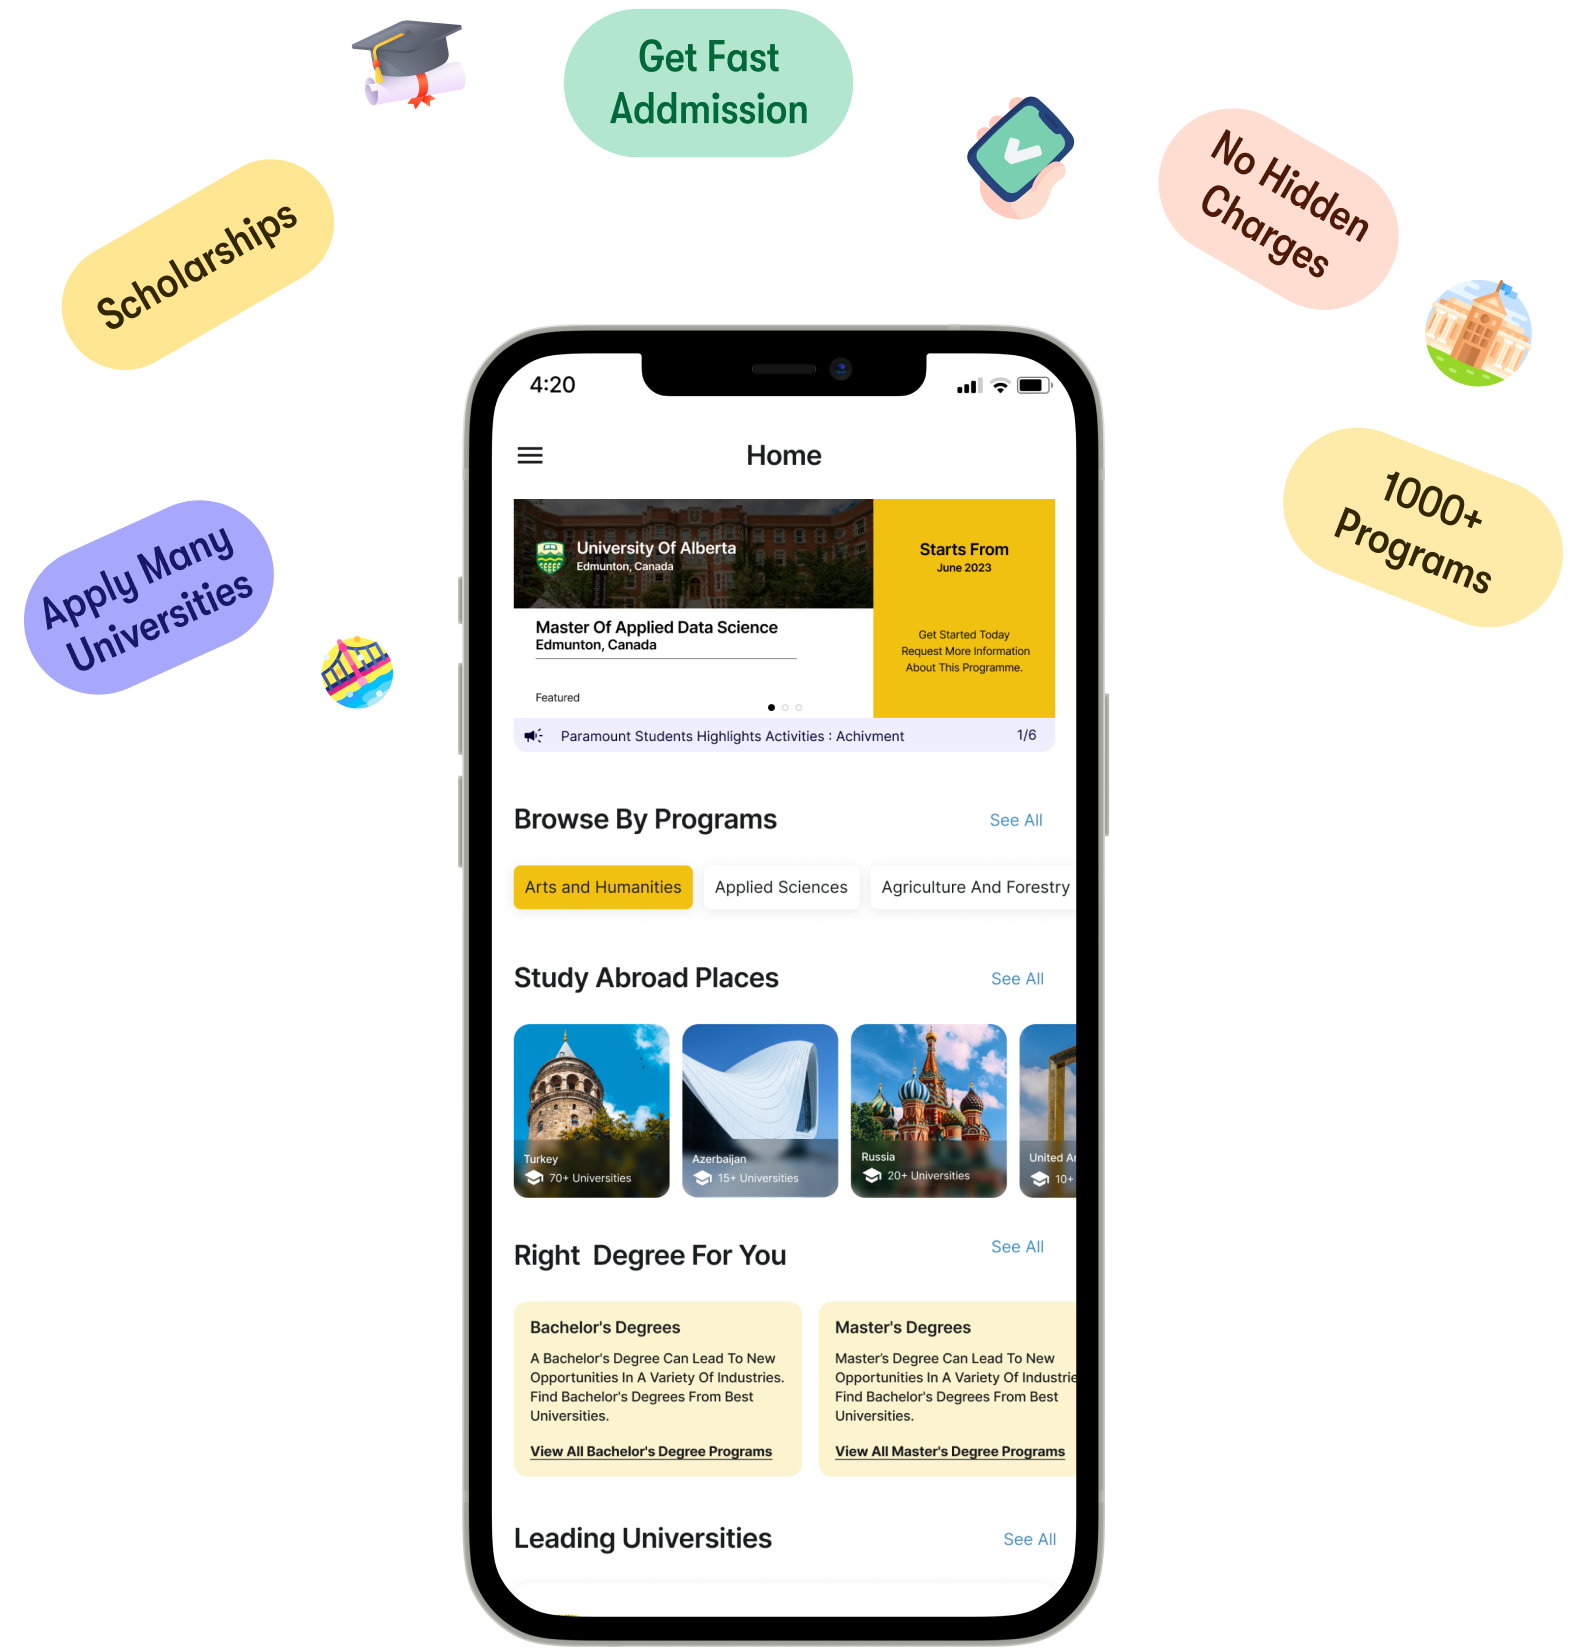 Get Fast
Addmission
No Hidden
Charges
Scholarships
1000+
Programs
Apply Many
Universities
4:20
Home
University Of Alberta
Edmunton, Canada
Starts From
June 2023
Master Of Applied Data Science
Edmunton, Canada
Get Started Today
Request More Information
About This Programme.
Featured
Paramount Students Highlights Activities : Achivment
1/6
Browse By Programs
See All
Arts and Humanities
Applied Sciences
Agriculture And Forestry
Study Abroad Places
See All
Turkey
70+ Universities
Azerbaijan
15+ Universities
Russia
20+ Universities
United Ar
10+
Right Degree For You
See All
Bachelor's Degrees
A Bachelor's Degree Can Lead To New
Opportunities In A Variety Of Industries.
Find Bachelor's Degrees From Best
Universities.
View All Bachelor's Degree Programs
Master's Degrees
Master's Degree Can Lead To New
Opportunities In A Variety Of Industrie
Find Bachelor's Degrees From Best
Universities.
View All Master's Degree Programs
Leading Universities
See All